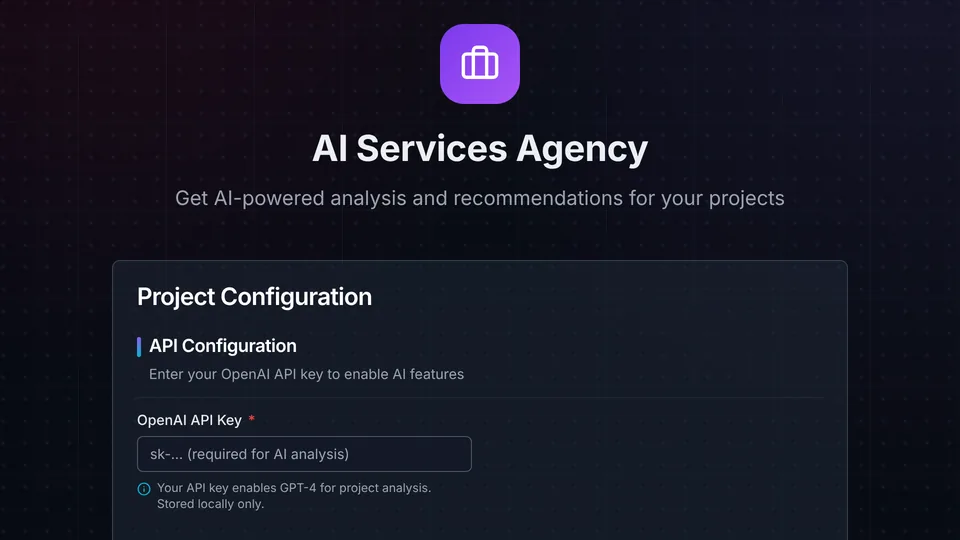 AI Services Agency
Get AI-powered analysis and recommendations for your projects
Project Configuration
API Configuration
Enter your OpenAI API key to enable AI features
OpenAI API Key *
sk-... (required for AI analysis)
Your API key enables GPT-4 for project analysis.
Stored locally only.